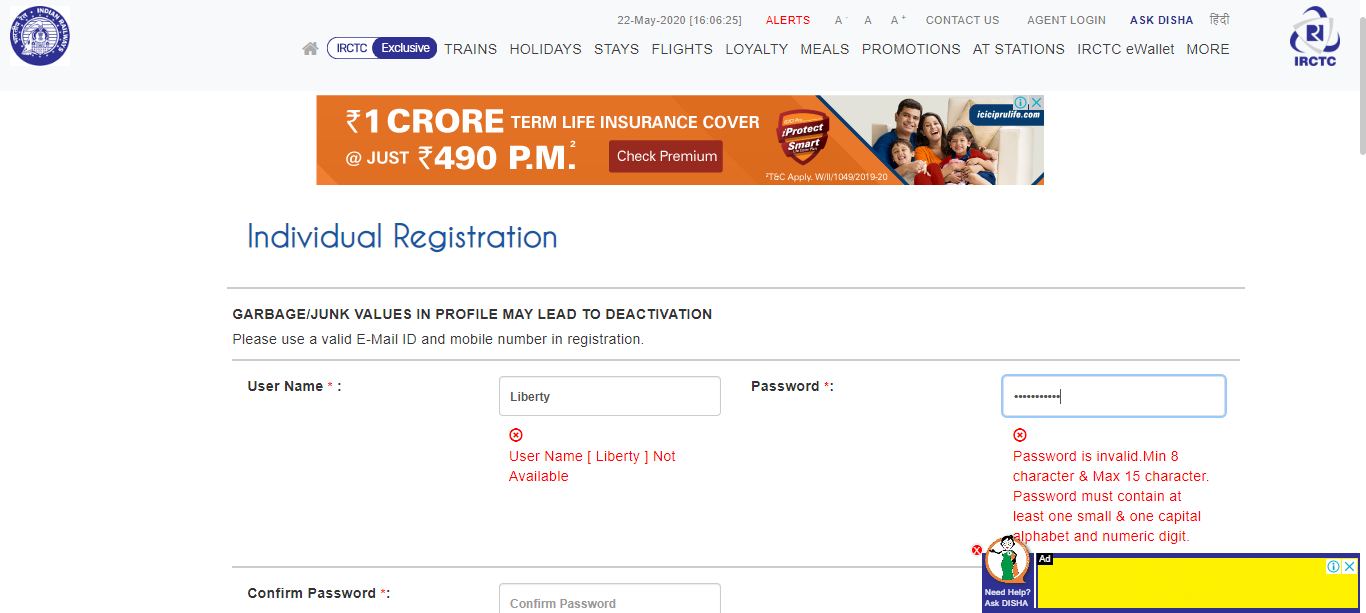 22-May-2020 [16:06:25] ALERTS A- A A+ CONTACT US AGENT LOGIN ASK DISHA हिंदी
IRCTC Exclusive TRAINS HOLIDAYS STAYS FLIGHTS LOYALTY MEALS PROMOTIONS AT STATIONS IRCTC eWallet MORE
IRCTC
INDIAN RAILWAYS
भारतीय रेल
₹1 CRORE TERM LIFE INSURANCE COVER
@ JUST ₹490 P.M.²
Check Premium
iProtect
Smart
iciciprulife.com
²T&C Apply. W/II/1049/2019-20
Individual Registration
GARBAGE/JUNK VALUES IN PROFILE MAY LEAD TO DEACTIVATION
Please use a valid E-Mail ID and mobile number in registration.
User Name * :
Liberty
User Name [ Liberty ] Not
Available
Password *:
•••••••••••
Password is invalid.Min 8
character & Max 15 character.
Password must contain at
least one small & one capital
alphabet and numeric digit.
Confirm Password *:
Confirm Password
Need Help?
Ask DISHA
Ad